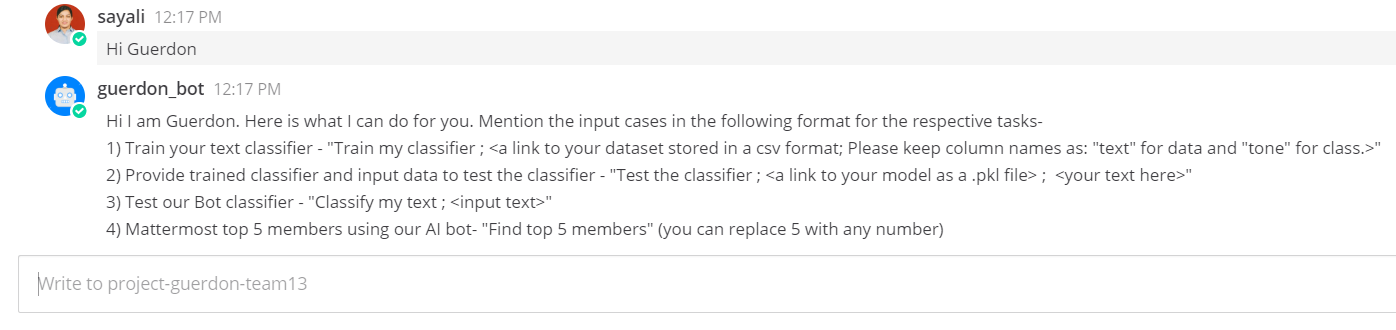 sayali 12:17 PM
Hi Guerdon
guerdon_bot 12:17 PM
Hi I am Guerdon. Here is what I can do for you. Mention the input cases in the following format for the respective tasks-
1) Train your text classifier - "Train my classifier ; <a link to your dataset stored in a csv format; Please keep column names as: "text" for data and "tone" for class.>"
2) Provide trained classifier and input data to test the classifier - "Test the classifier ; <a link to your model as a .pkl file> ;  <your text here>"
3) Test our Bot classifier - "Classify my text ; <input text>"
4) Mattermost top 5 members using our AI bot- "Find top 5 members" (you can replace 5 with any number)
Write to project-guerdon-team13